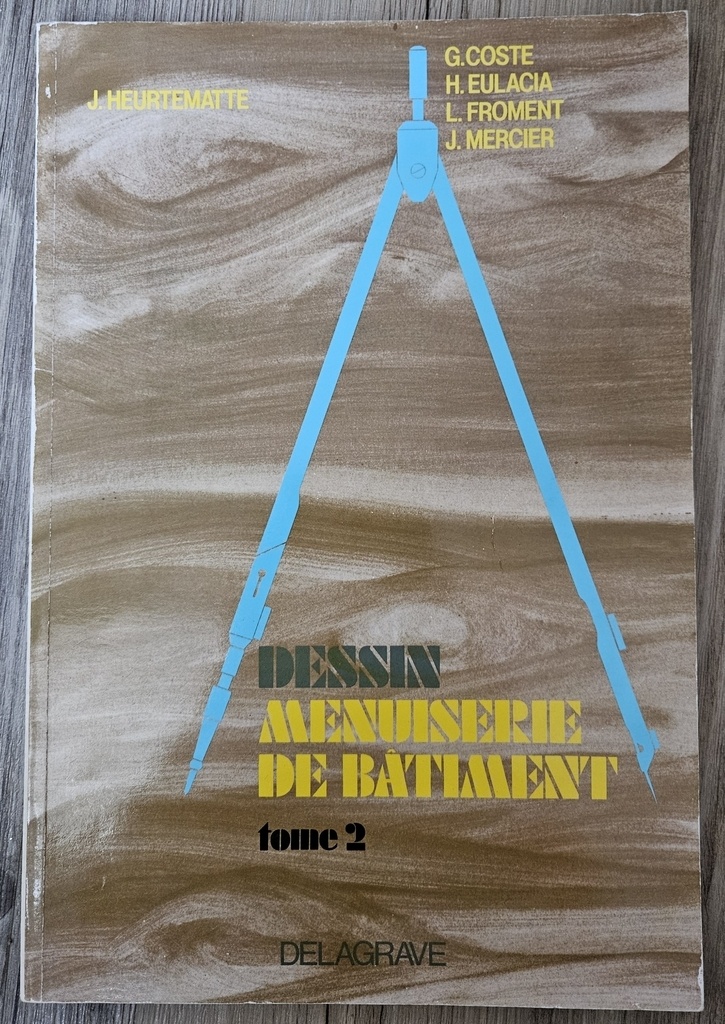 J. HEURTEMATTE
G. COSTE
H. EULACIA
L. FROMENT
J. MERCIER
DESSIN
MENUISERIE
DE BÂTIMENT
tome 2
DELAGRAVE